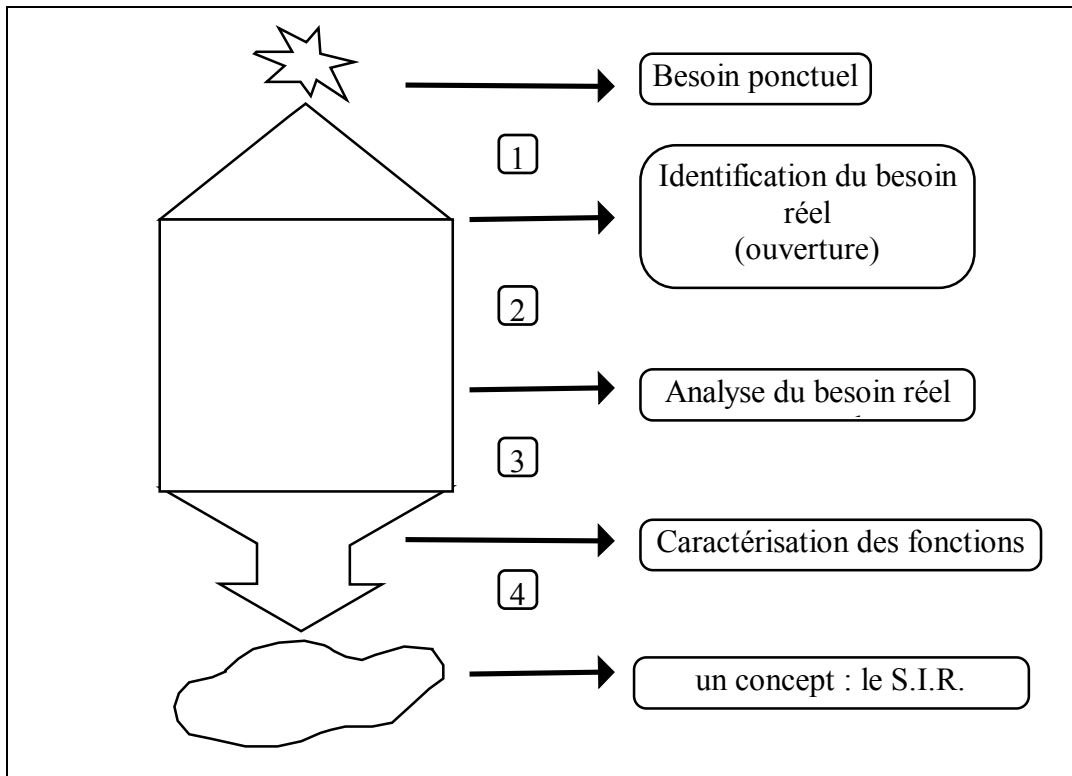 Besoin ponctuel
1
Identification du besoin
réel
(ouverture)
2
Analyse du besoin réel
3
Caractérisation des fonctions
4
un concept : le S.I.R.